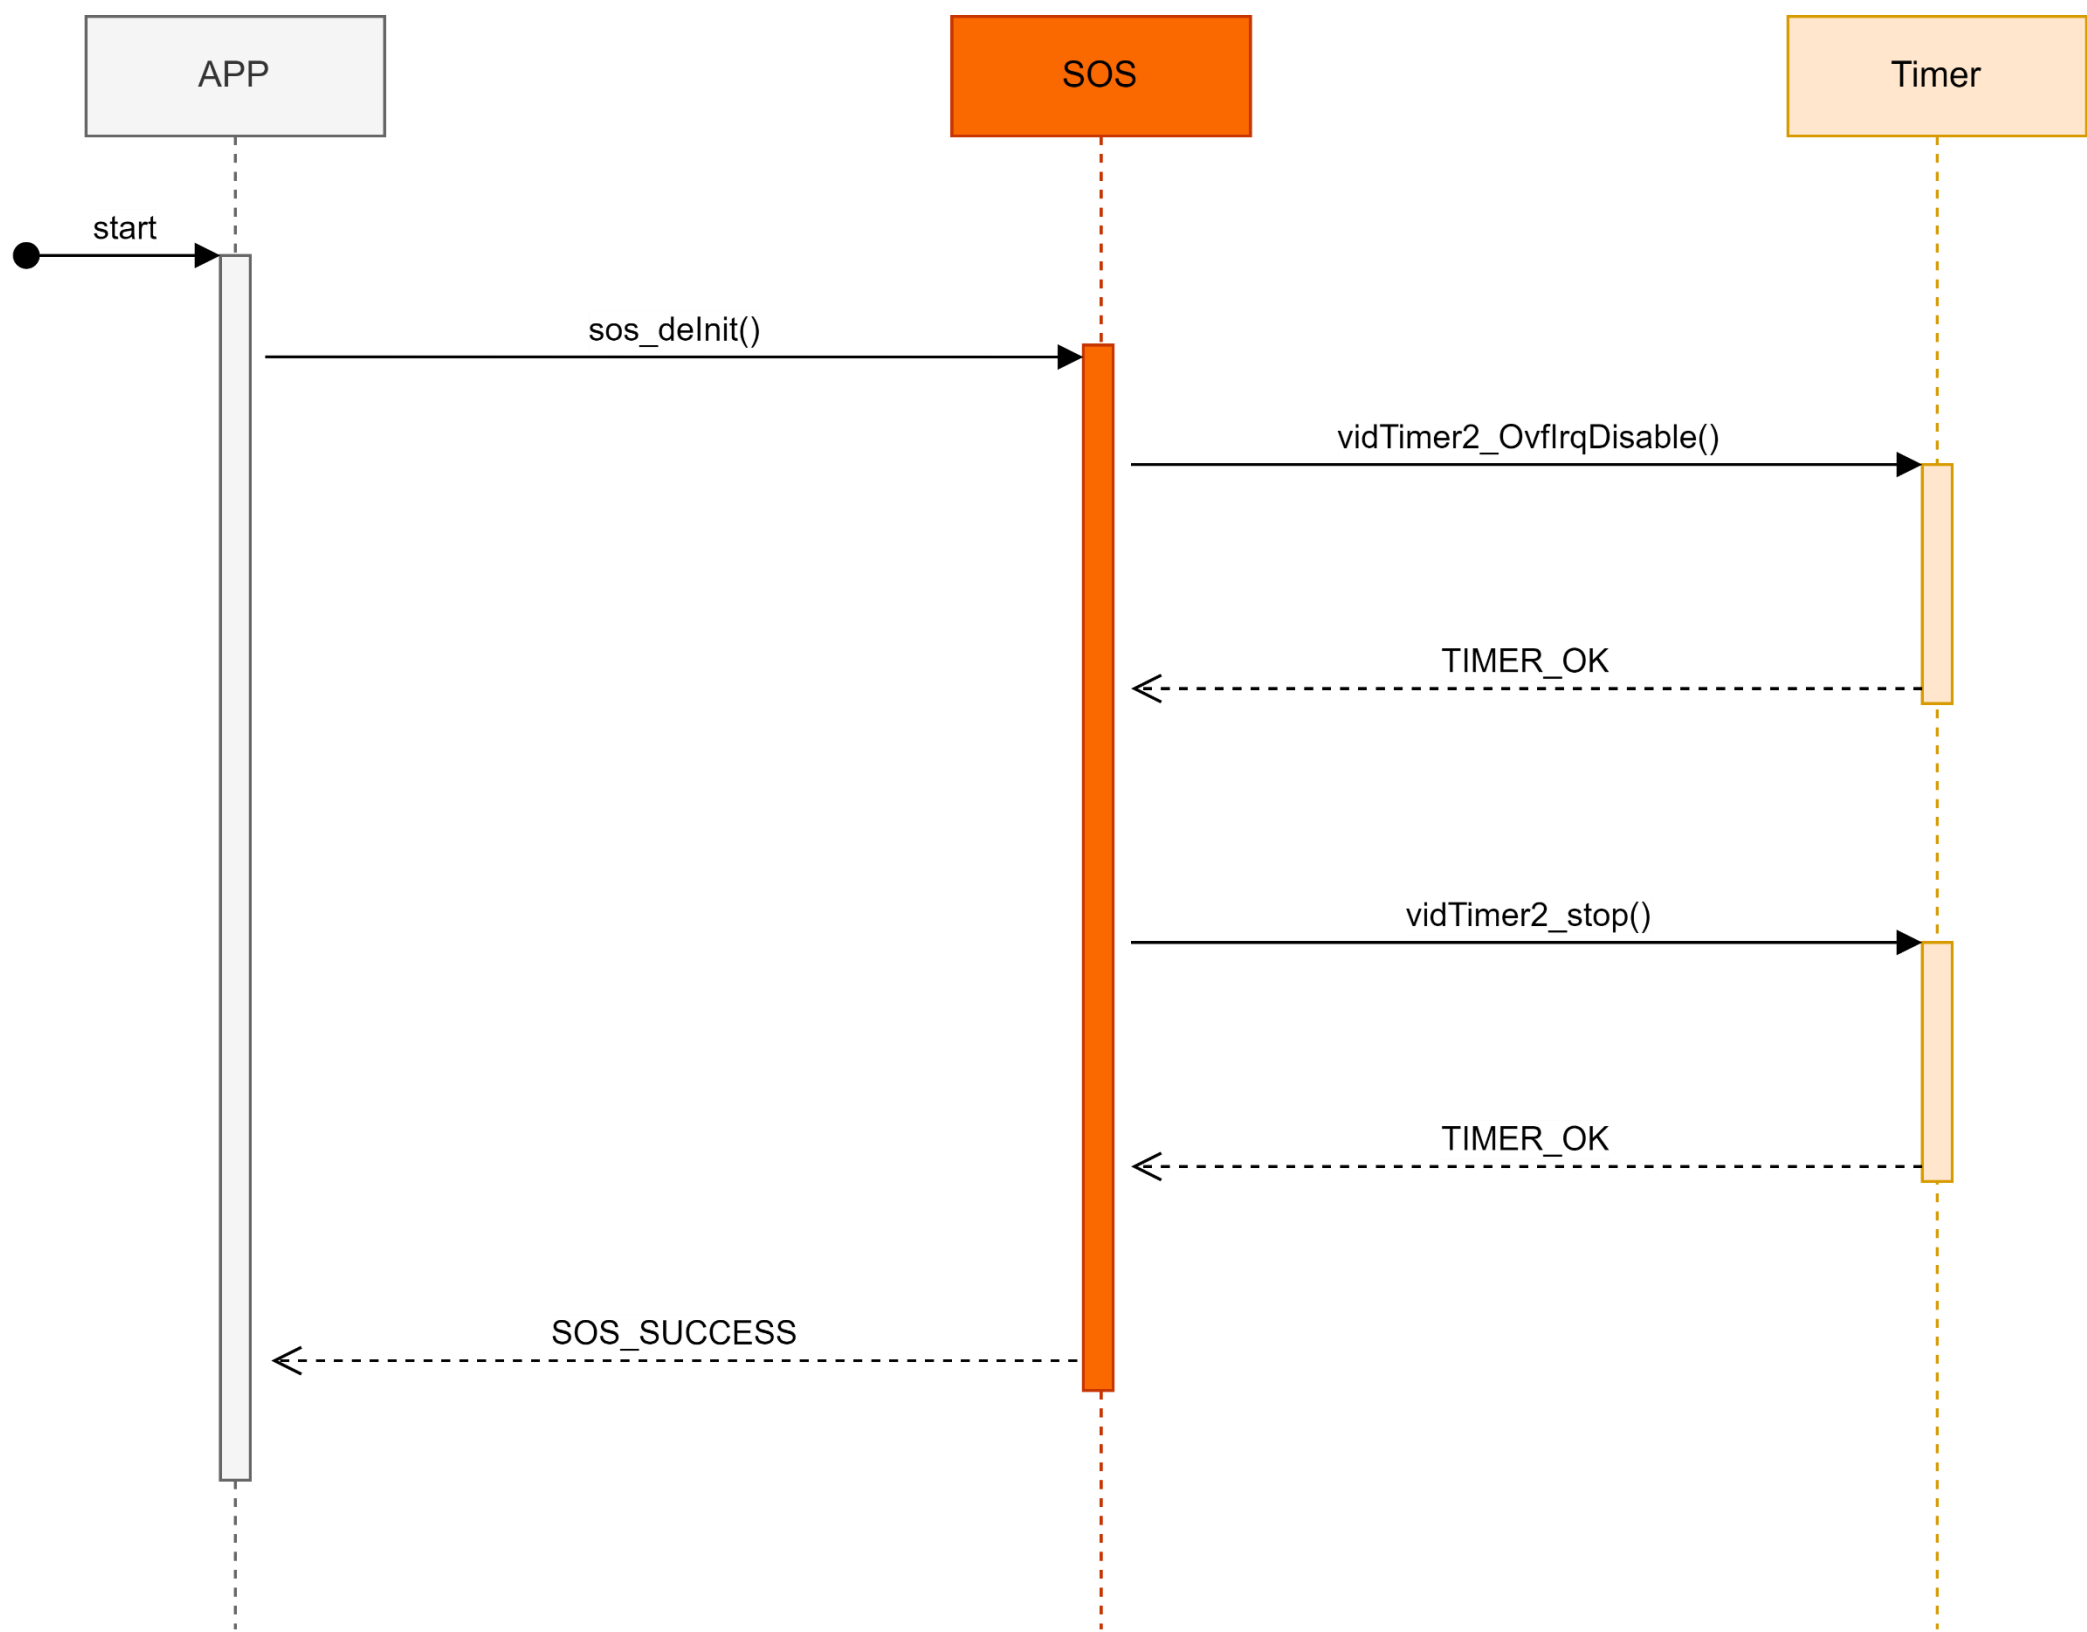 APP
SOS
Timer
start
sos_deInit()
vidTimer2_OvfIrqDisable()
TIMER_OK
vidTimer2_stop()
TIMER_OK
SOS_SUCCESS